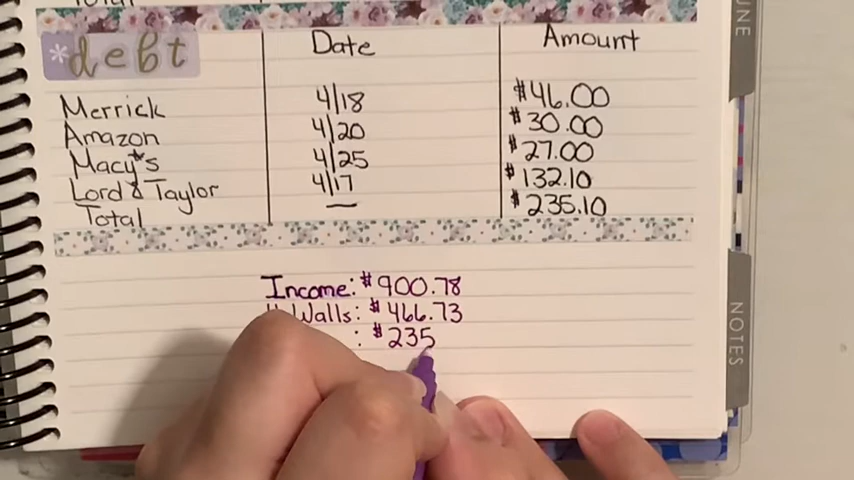 *debt Date Amount
Merrick 4/18 $46.00
Amazon 4/20 $30.00
Macy*s 4/25 $27.00
Lord & Taylor 4/17 $132.10
Total — $235.10
Income: $900.78
Walls: $466.73
: $235
UNE
NOTES